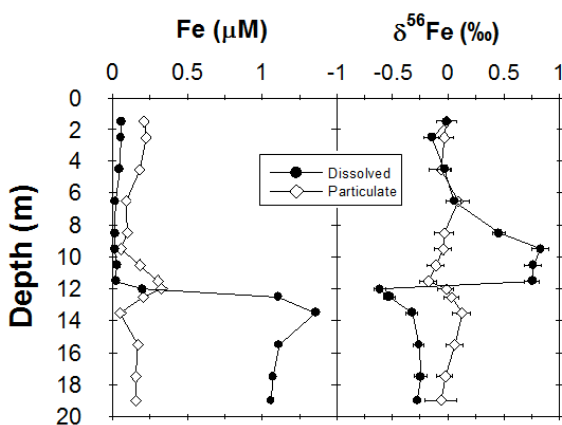 Fe (μM)
δ⁵⁶Fe (‰)
0 0.5 1 -1 -0.5 0 0.5 1
0
2
4
6
8
10
12
14
16
18
20
Depth (m)
Dissolved
Particulate